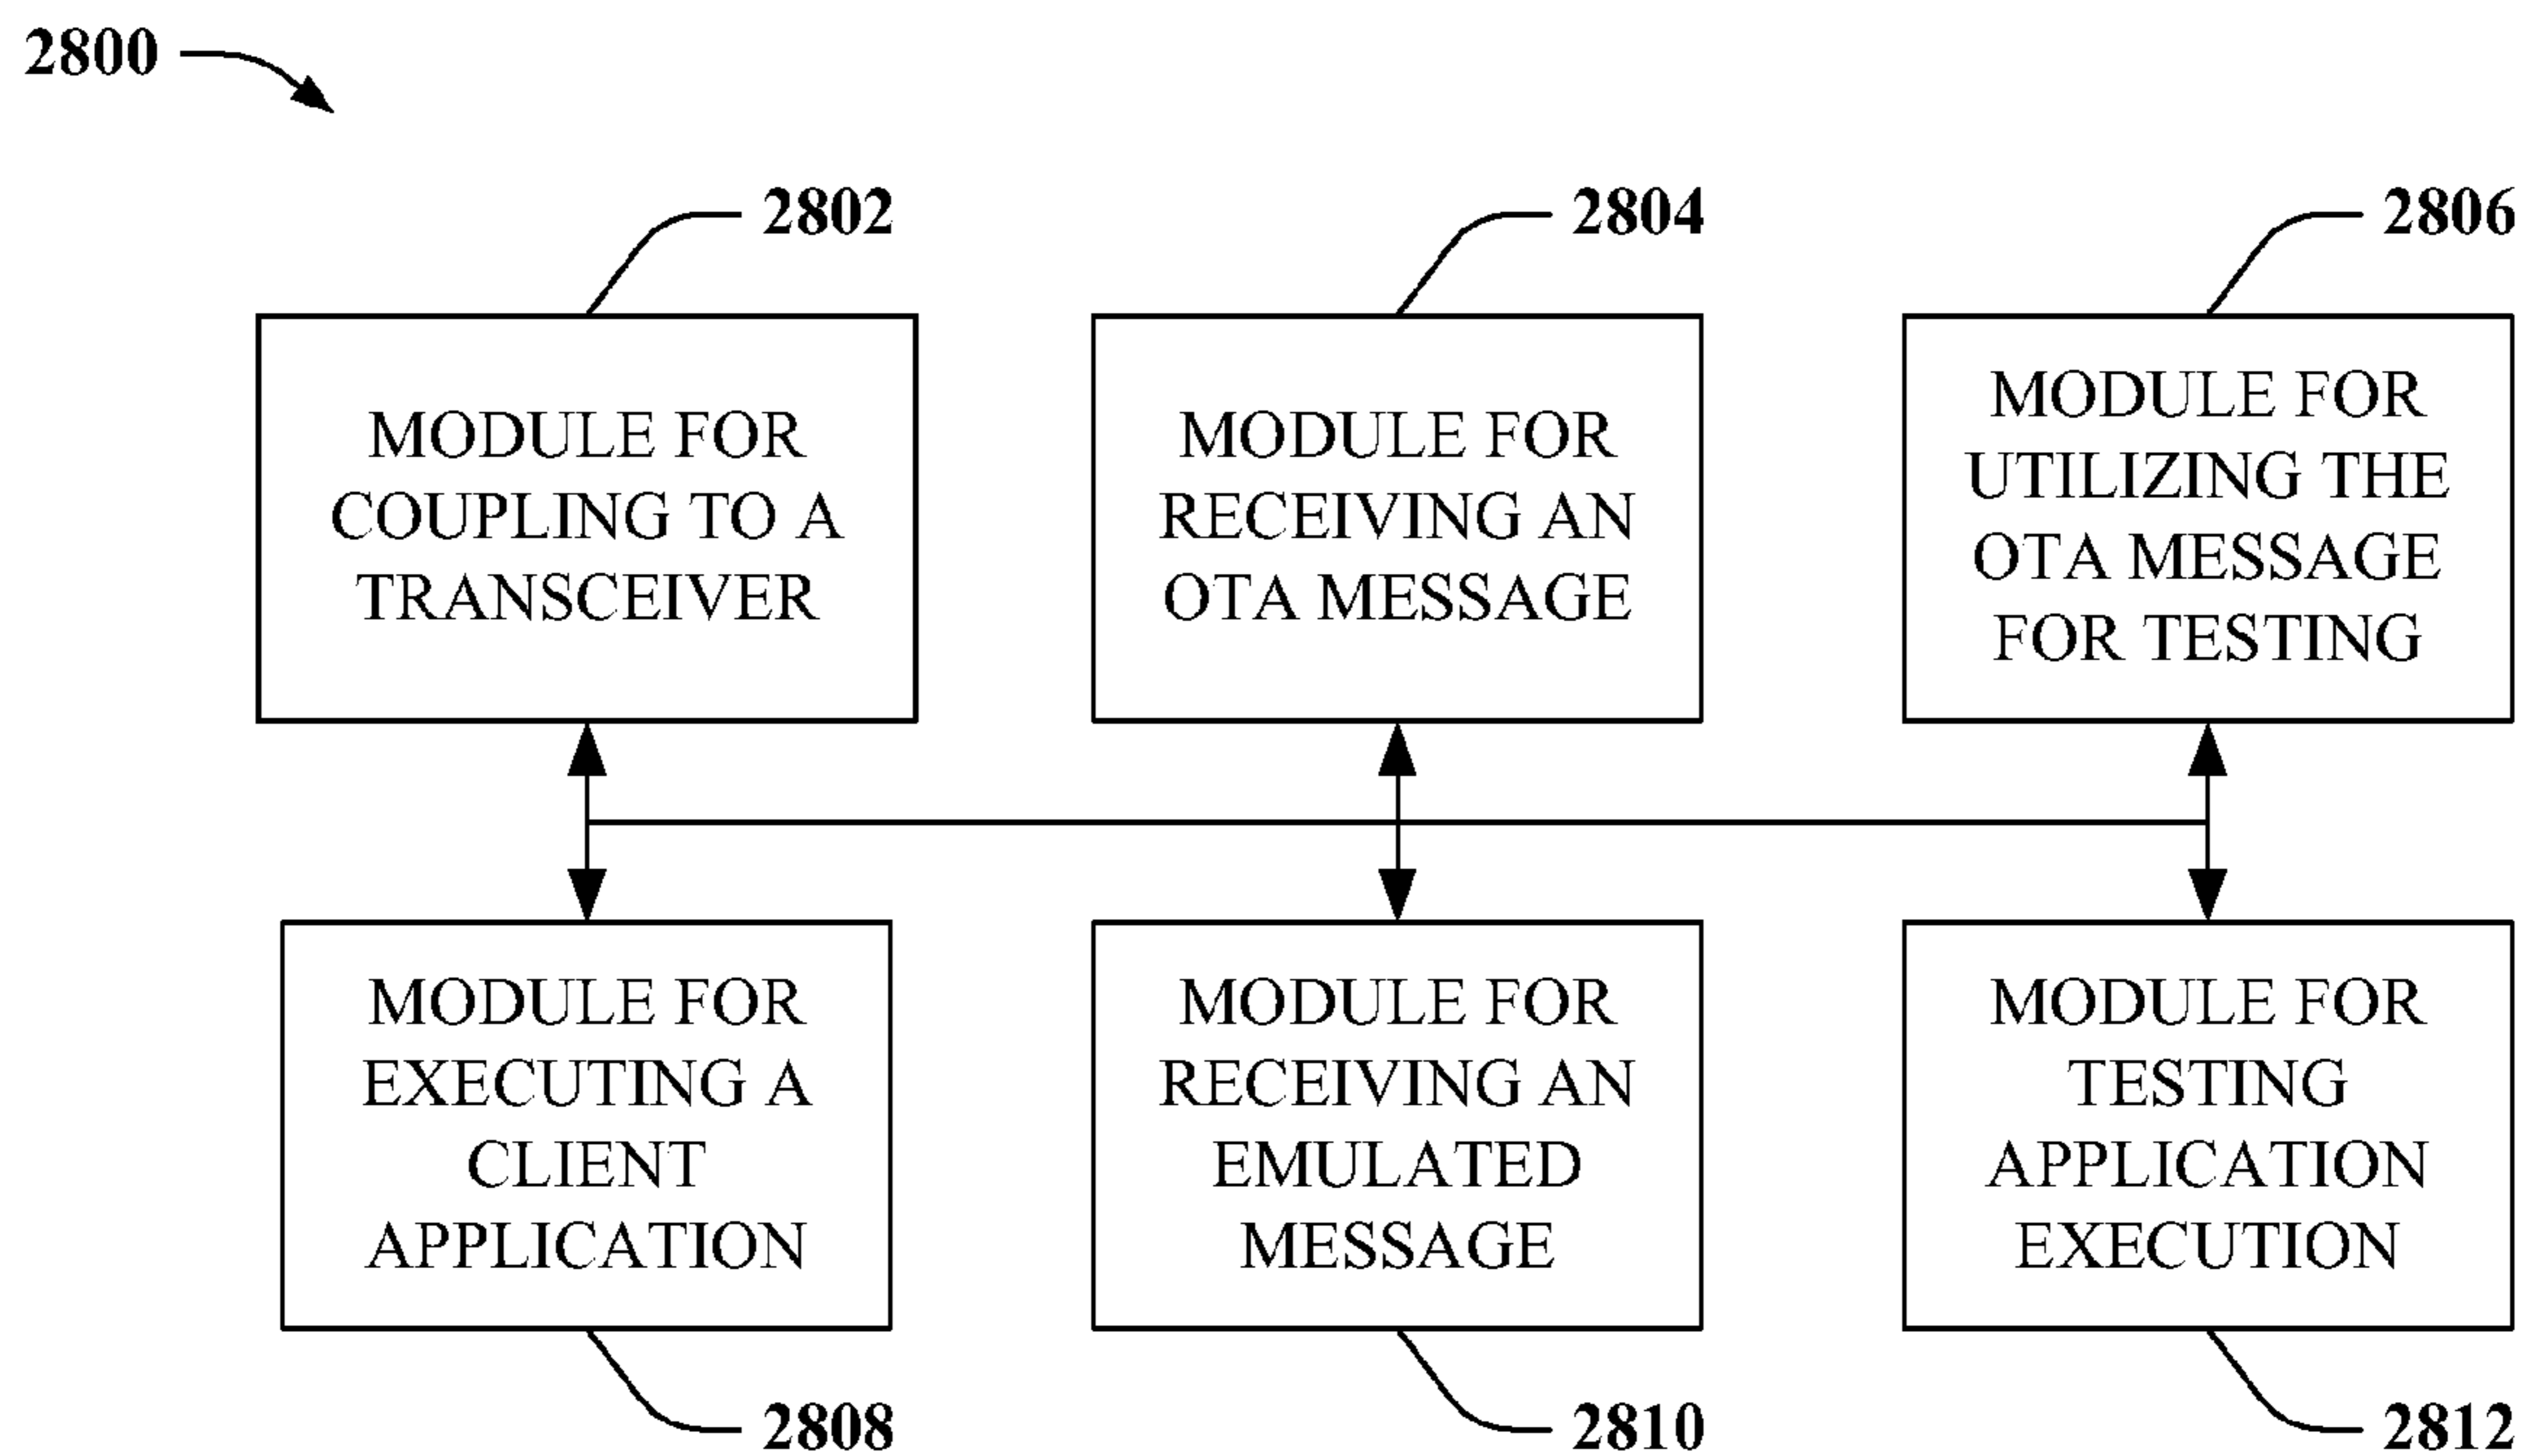 2800
2802
2804
2806
MODULE FOR
COUPLING TO A
TRANSCEIVER
MODULE FOR
RECEIVING AN
OTA MESSAGE
MODULE FOR
UTILIZING THE
OTA MESSAGE
FOR TESTING
MODULE FOR
EXECUTING A
CLIENT
APPLICATION
MODULE FOR
RECEIVING AN
EMULATED
MESSAGE
MODULE FOR
TESTING
APPLICATION
EXECUTION
2808
2810
2812